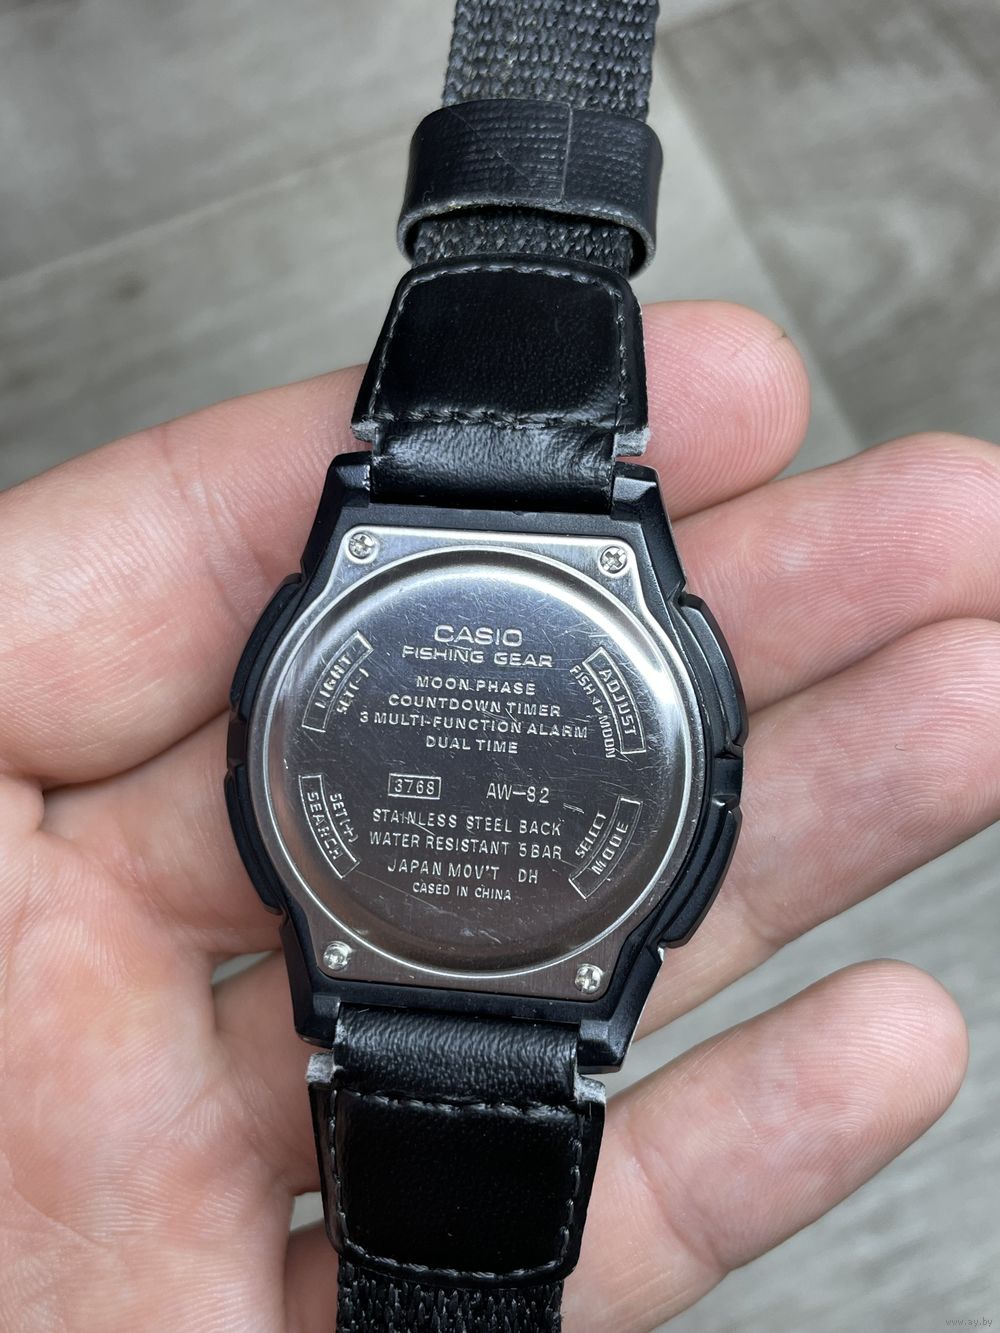 CASIO
FISHING GEAR
MOON PHASE
COUNTDOWN TIMER
3 MULTI-FUNCTION ALARM
DUAL TIME
LIGHT
SET(-)
ADJUST
FISH◄►MOON
3768 AW-82
STAINLESS STEEL BACK
WATER RESISTANT 5BAR
JAPAN MOV'T DH
CASED IN CHINA
SET(+)
SEARCH
SELECT
MODE
www.ay.by